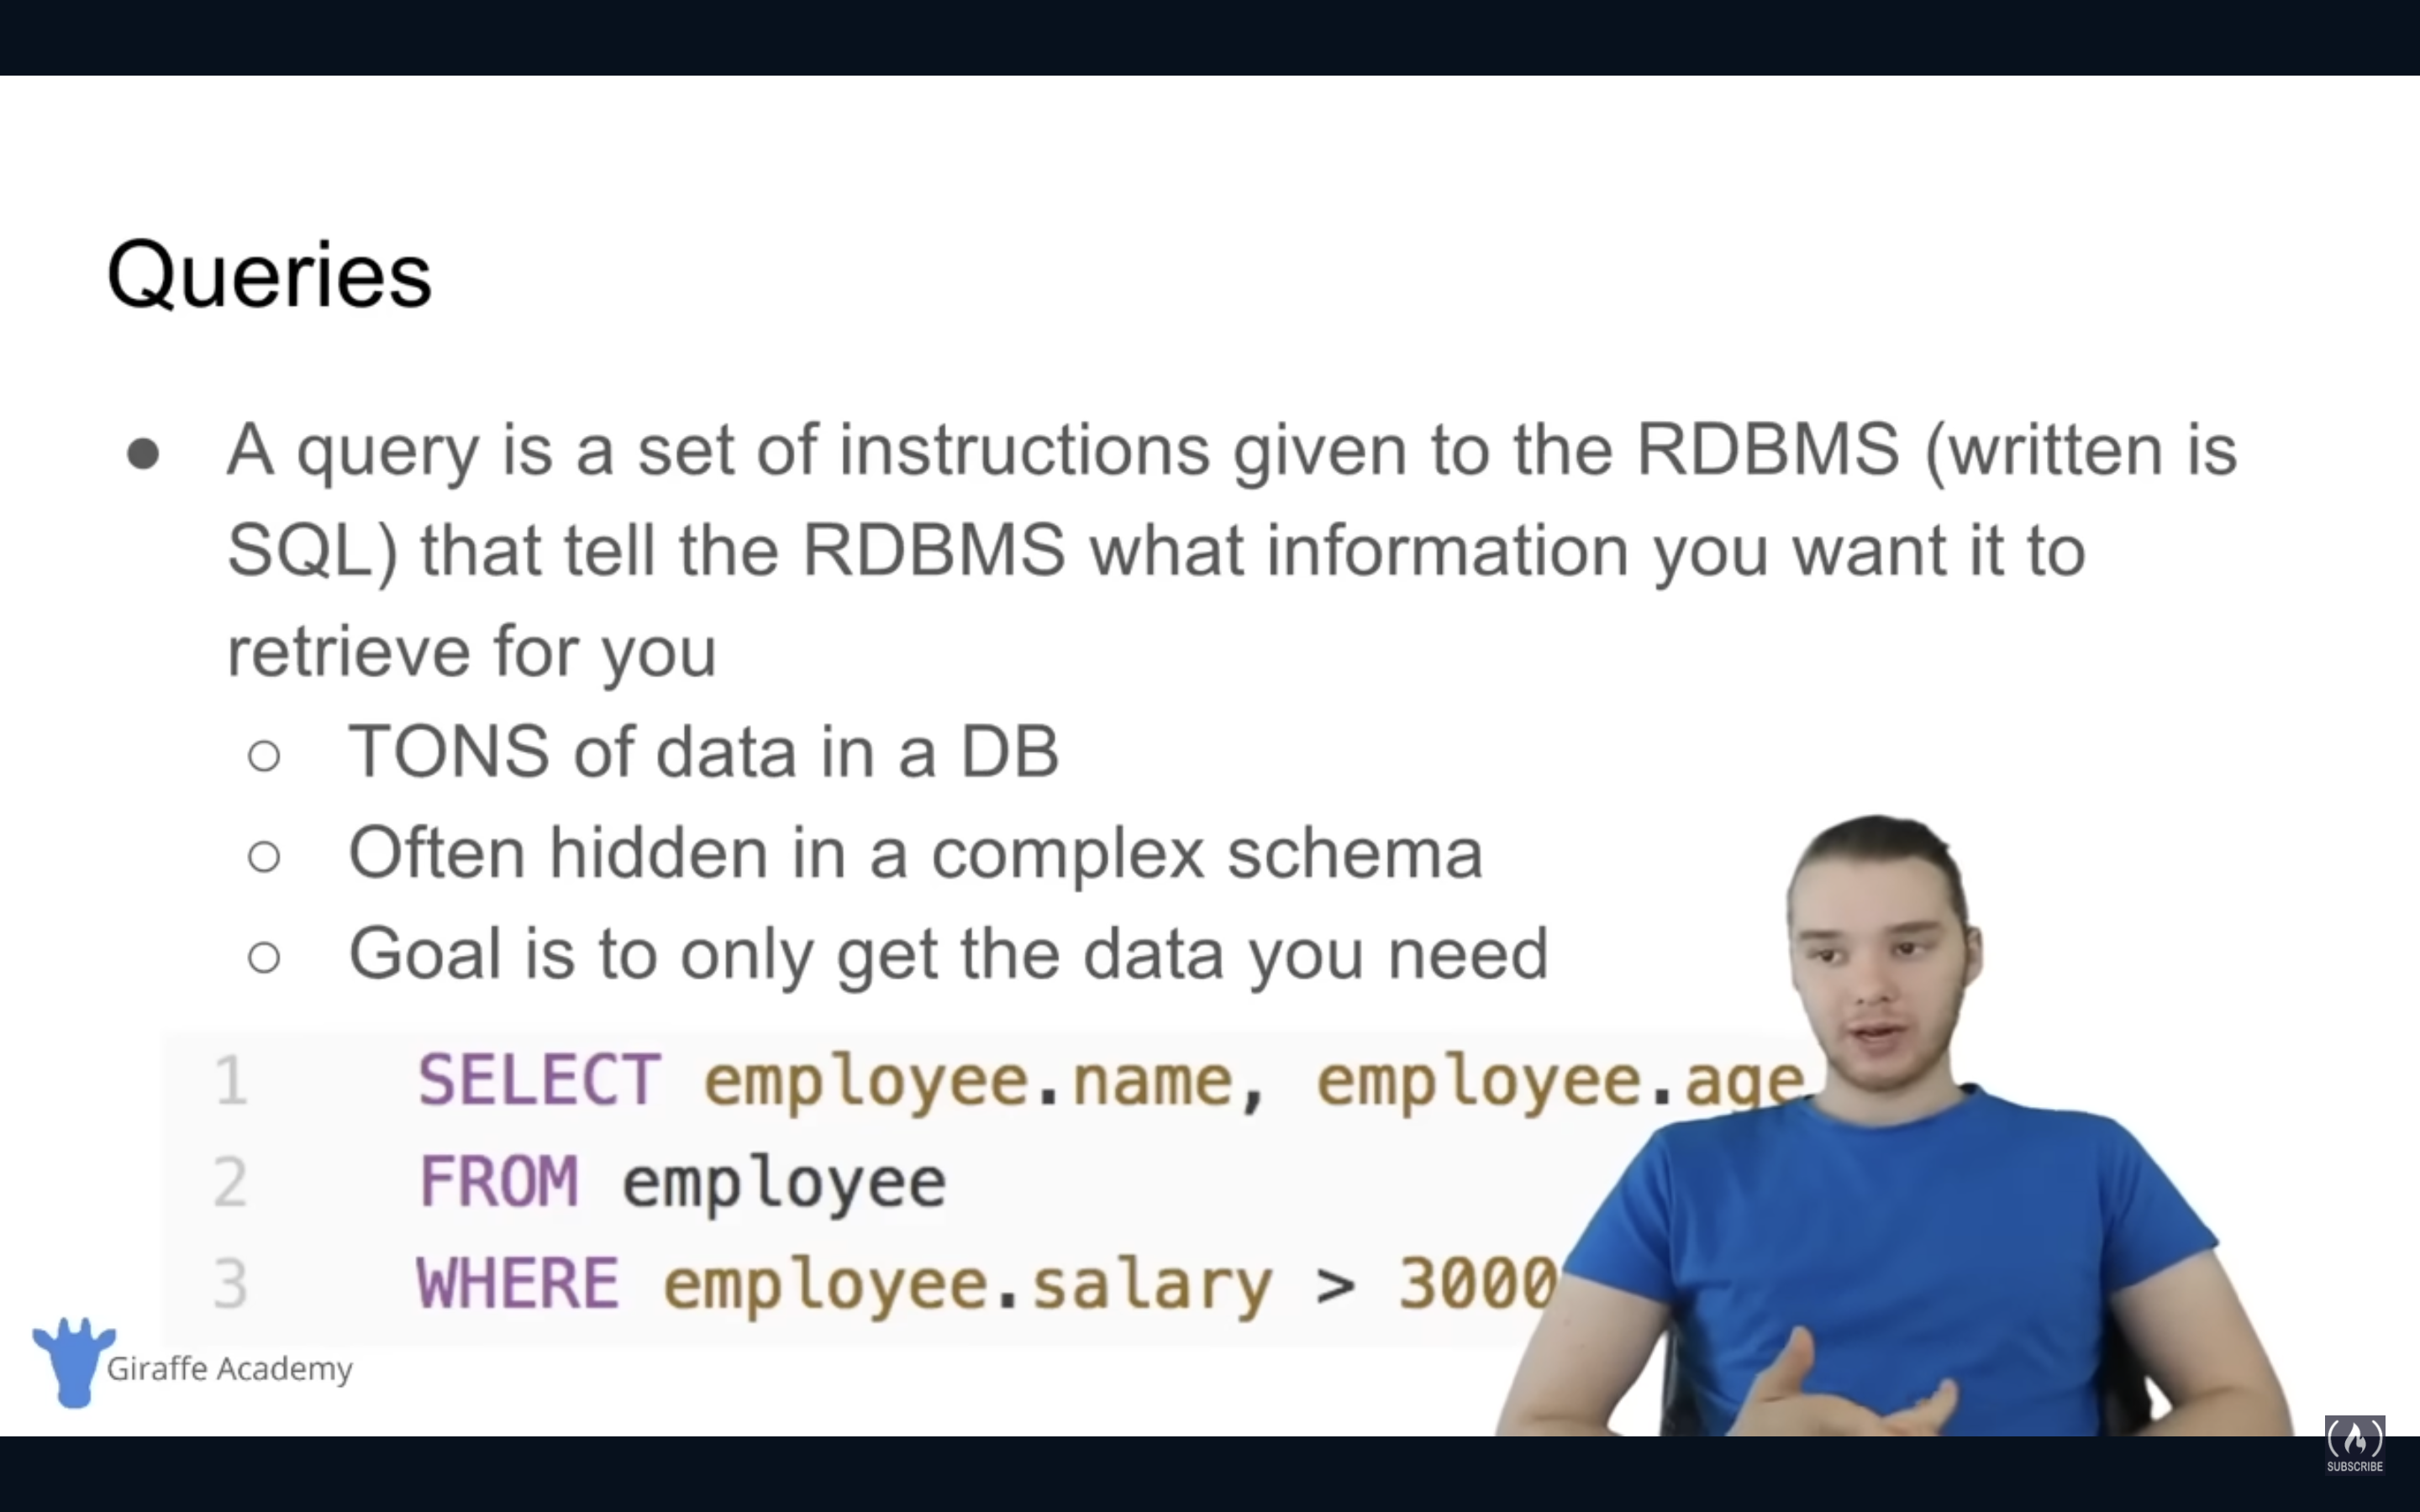 Queries
● A query is a set of instructions given to the RDBMS (written is
SQL) that tell the RDBMS what information you want it to
retrieve for you
○ TONS of data in a DB
○ Often hidden in a complex schema
○ Goal is to only get the data you need
1 SELECT employee.name, employee.age
2 FROM employee
3 WHERE employee.salary > 3000
Giraffe Academy
SUBSCRIBE